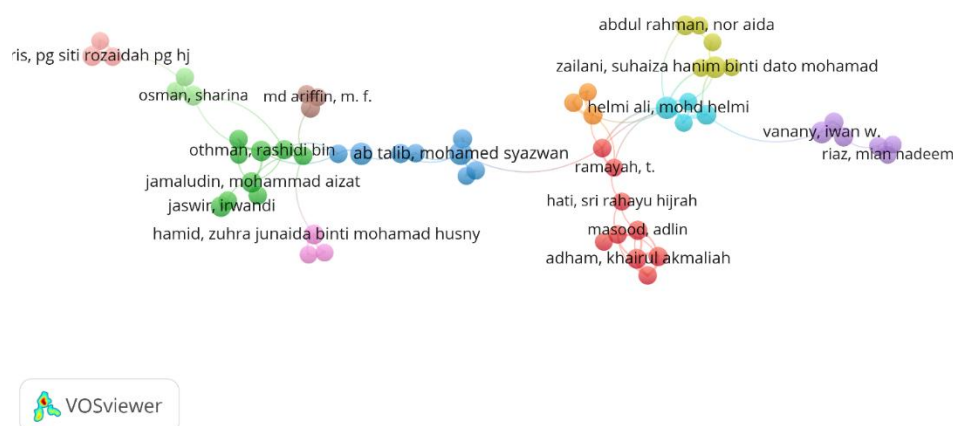 abdul rahman, nor aida
ris, pg siti rozaidah pg hj
zailani, suhaiza hanim binti dato mohamad
osman, sharina
md ariffin, m. f.
helmi ali, mohd helmi
vanany, iwan w.
othman, rashidi bin
ab talib, mohamed syazwan
riaz, mian nadeem
ramayah, t.
jamaludin, mohammad aizat
jaswir, irwandi
hati, sri rahayu hijrah
hamid, zuhra junaida binti mohamad husny
masood, adlin
adham, khairul akmaliah
VOSviewer